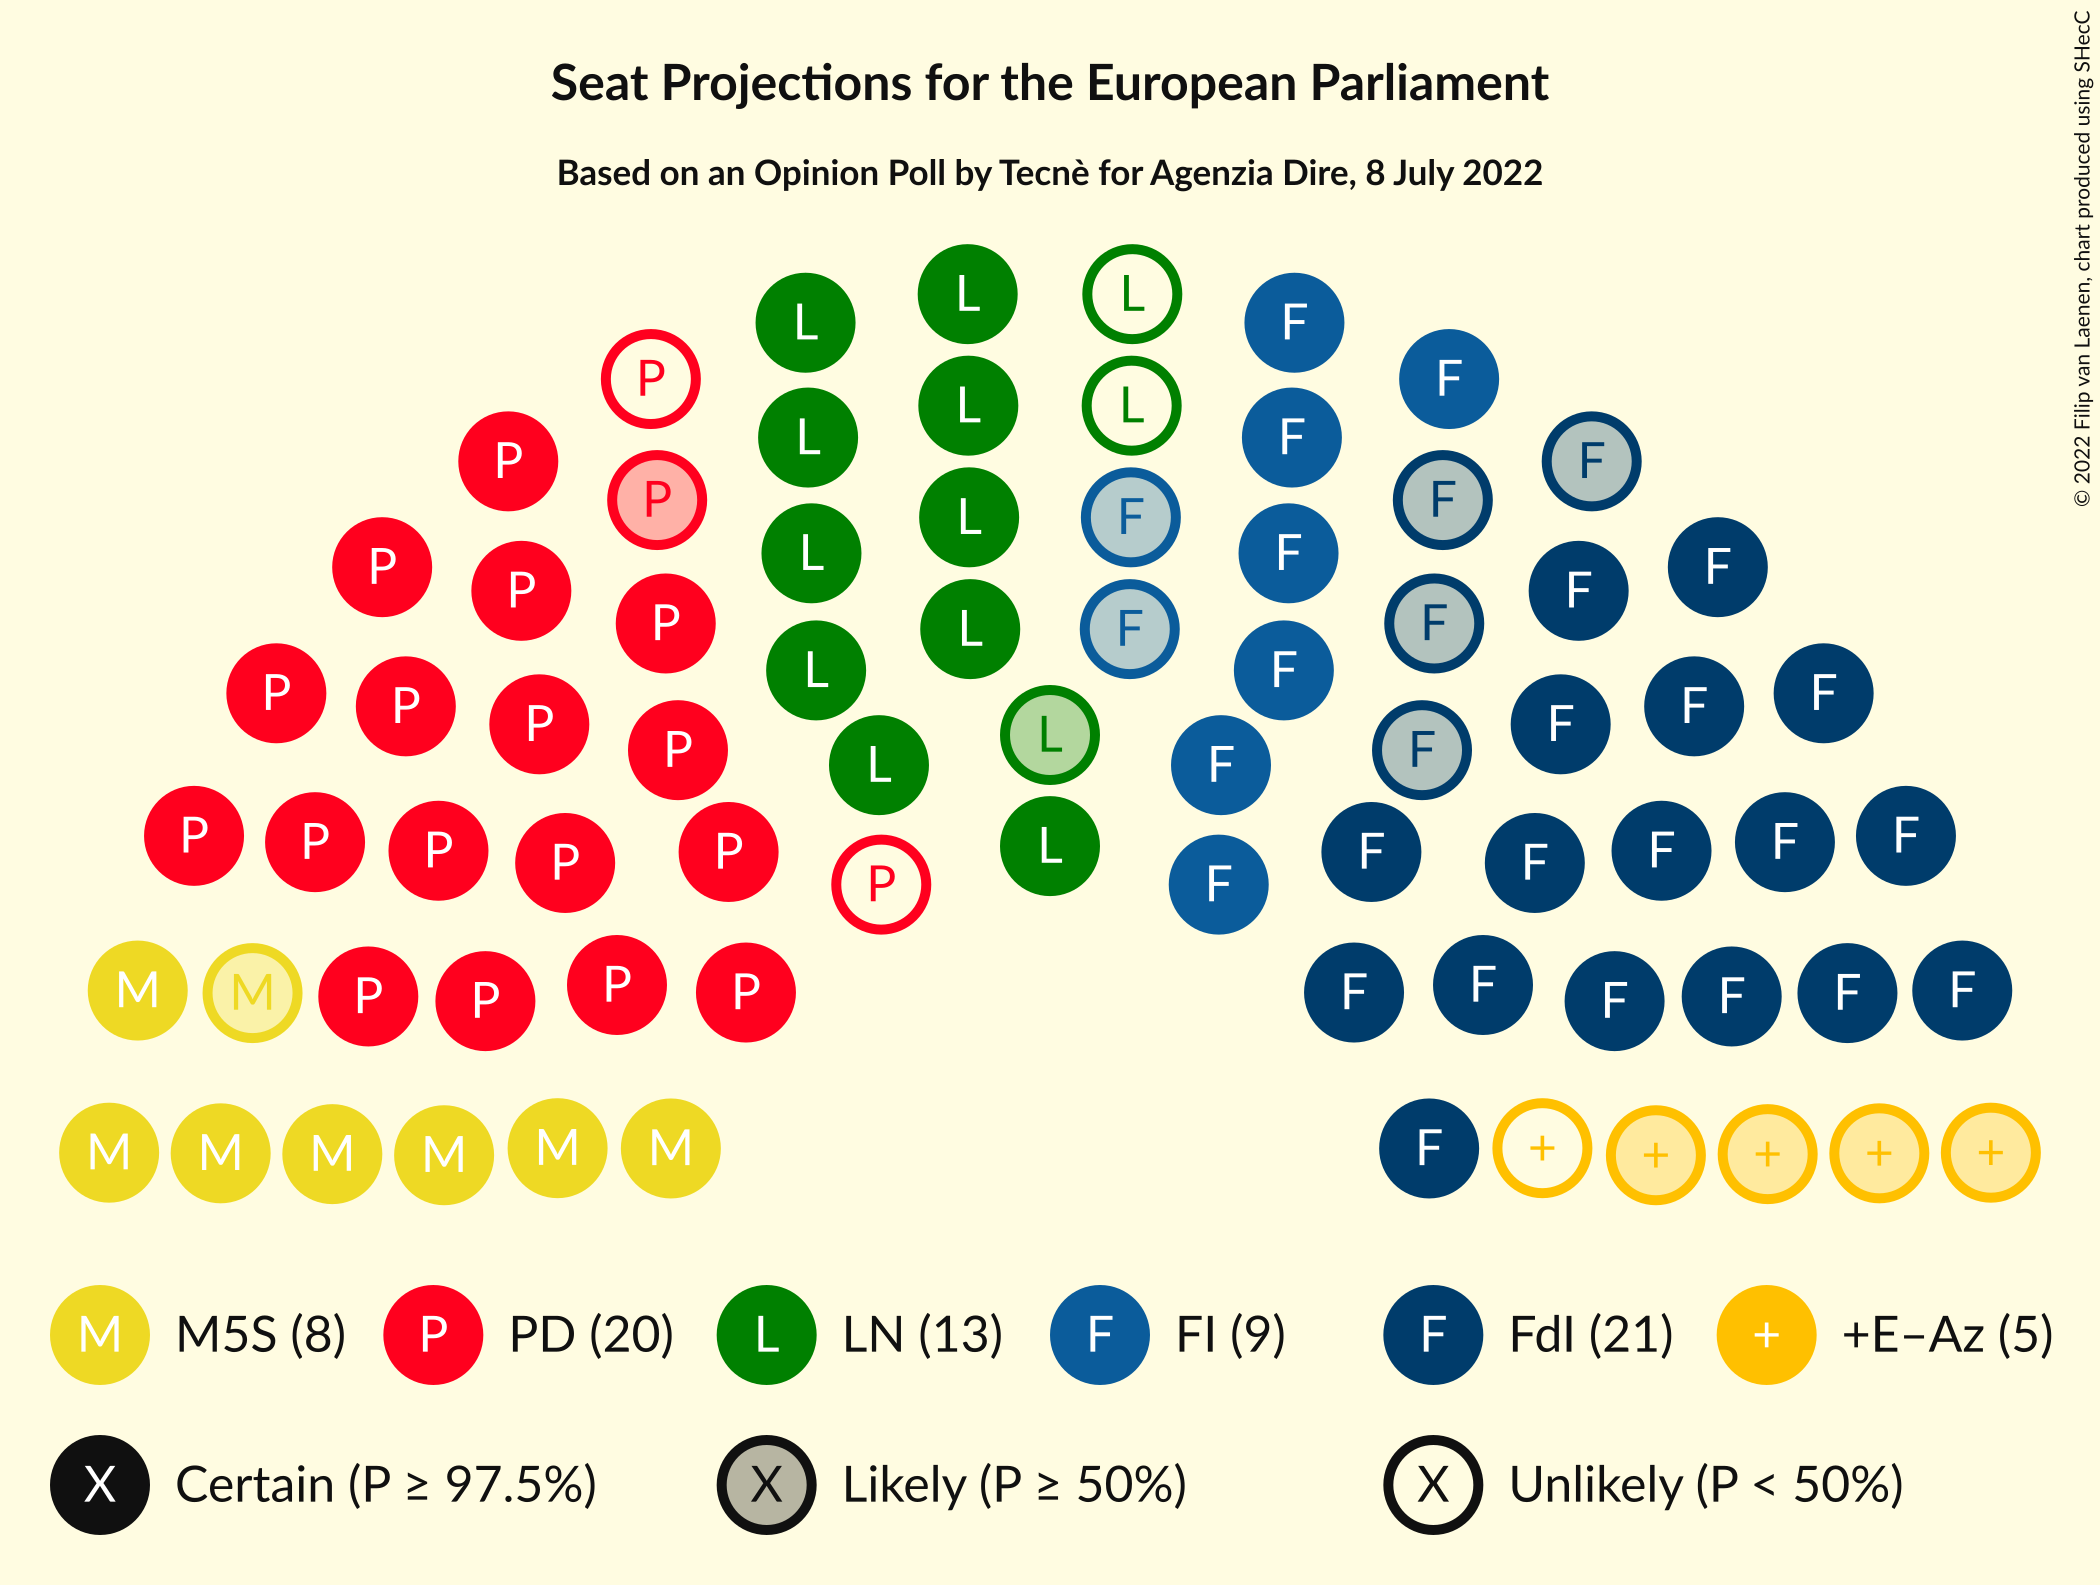 Seat Projections for the European Parliament
Based on an Opinion Poll by Tecnè for Agenzia Dire, 8 July 2022
© 2022 Filip van Laenen, chart produced using SHecC
L L L F
P L L F F
P P L L F F F F
P P P L L F F F F F
P P P P L L F F F F F F
P P P P P L L F F F F F F F
P F
M M P P P P F F F F F F
M M M M M M F + + + + +
M M5S (8) P PD (20) L LN (13) F FI (9) F FdI (21) + +E–Az (5)
X Certain (P ≥ 97.5%) X Likely (P ≥ 50%) X Unlikely (P < 50%)